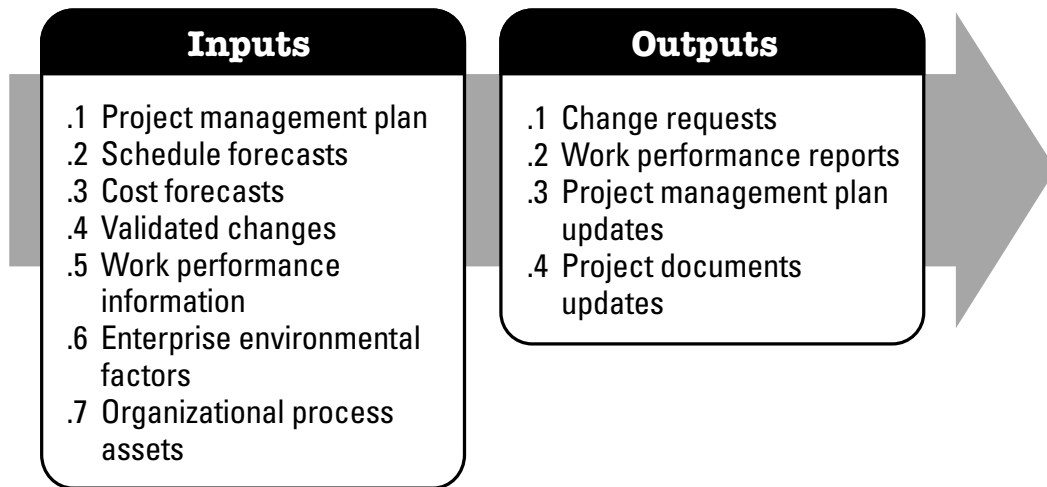 Inputs
.1 Project management plan
.2 Schedule forecasts
.3 Cost forecasts
.4 Validated changes
.5 Work performance
information
.6 Enterprise environmental
factors
.7 Organizational process
assets
Outputs
.1 Change requests
.2 Work performance reports
.3 Project management plan
updates
.4 Project documents
updates